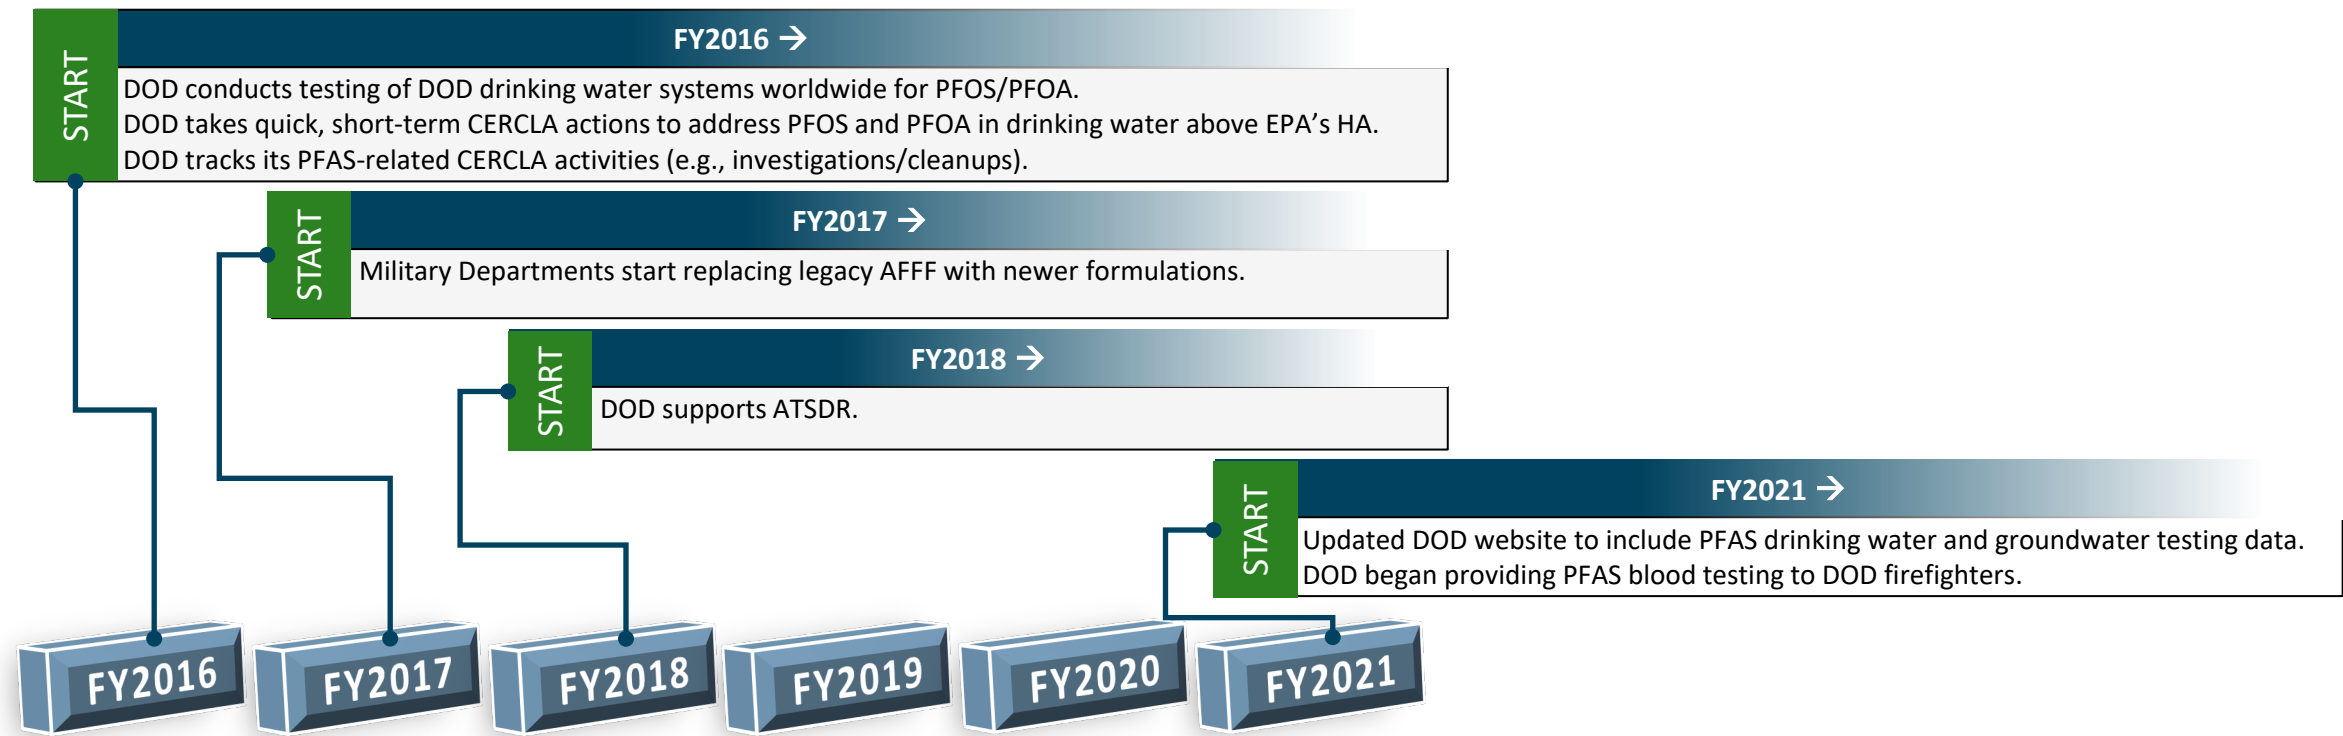 START
FY2016 →
DOD conducts testing of DOD drinking water systems worldwide for PFOS/PFOA.
DOD takes quick, short-term CERCLA actions to address PFOS and PFOA in drinking water above EPA’s HA.
DOD tracks its PFAS-related CERCLA activities (e.g., investigations/cleanups).
START
FY2017 →
Military Departments start replacing legacy AFFF with newer formulations.
START
FY2018 →
DOD supports ATSDR.
START
FY2021 →
Updated DOD website to include PFAS drinking water and groundwater testing data.
DOD began providing PFAS blood testing to DOD firefighters.
FY2016
FY2017
FY2018
FY2019
FY2020
FY2021